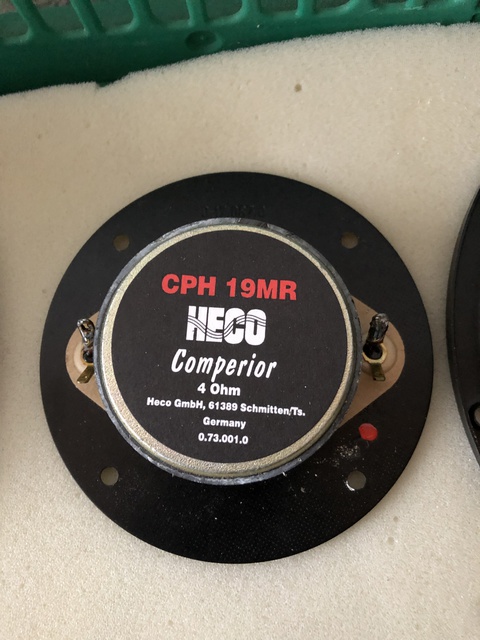 CPH 19MR
HECO
Comperior
4 Ohm
Heco GmbH, 61389 Schmitten/Ts.
Germany
0.73.001.0